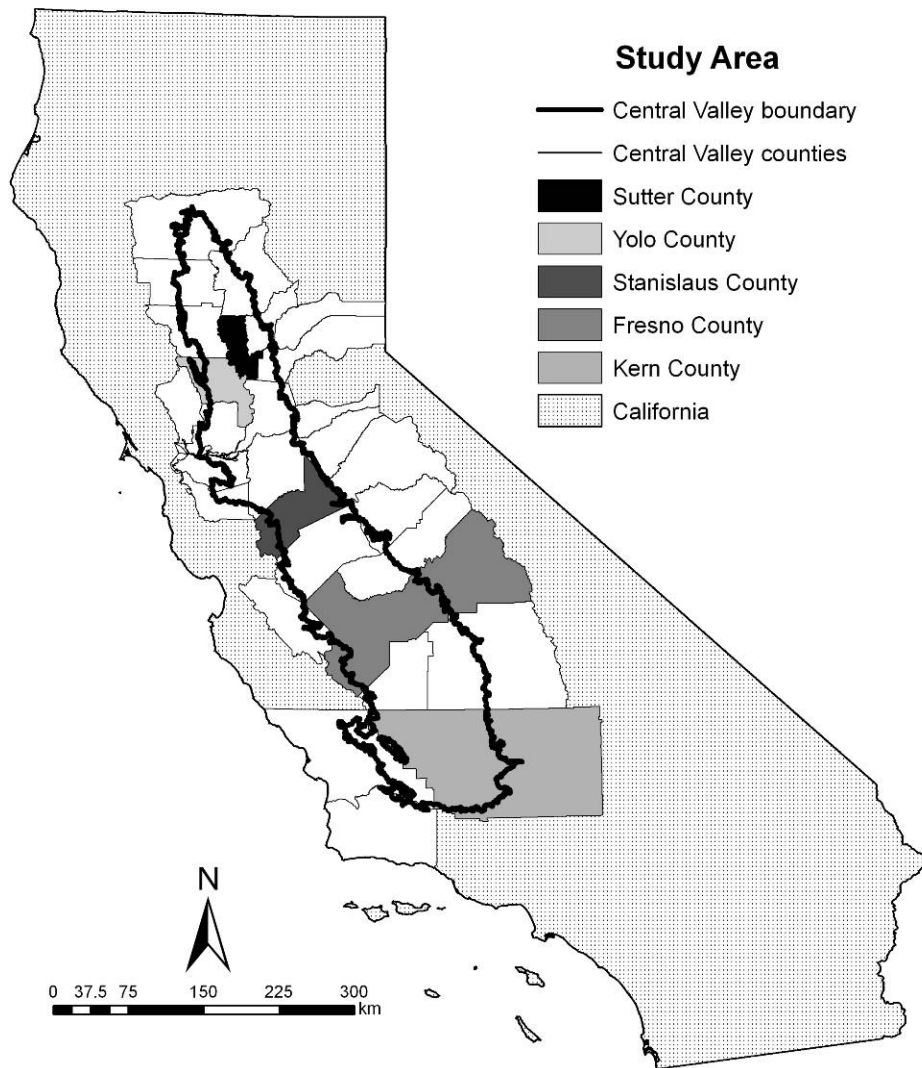 Study Area
Central Valley boundary
Central Valley counties
Sutter County
Yolo County
Stanislaus County
Fresno County
Kern County
California
N
0 37.5 75 150 225 300
km